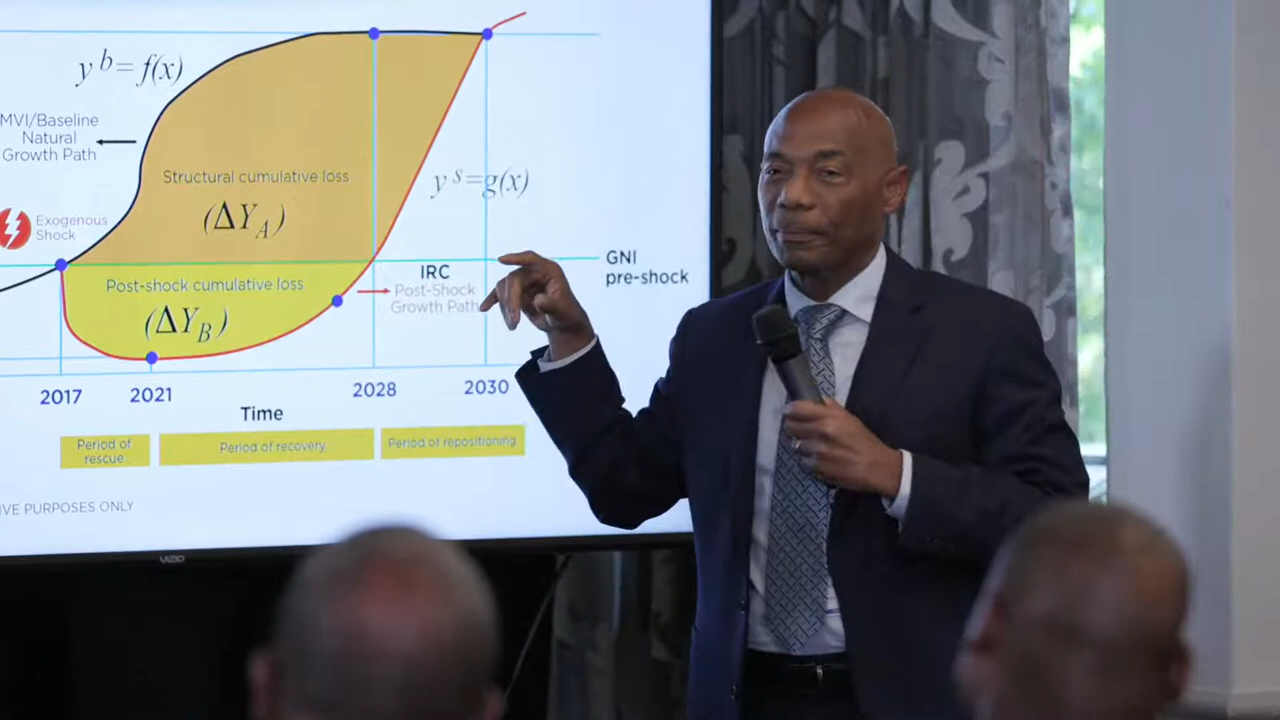 y b= f(x)
MVI/Baseline
Natural
Growth Path
Structural cumulative loss
(ΔYA)
y s=g(x)
Exogenous
Shock
GNI
pre-shock
IRC
Post-Shock
Growth Path
Post-shock cumulative loss
(ΔYB)
2017 2021 2028 2030
Time
Period of
rescue
Period of recovery
Period of repositioning
PURPOSES ONLY
VIZIO